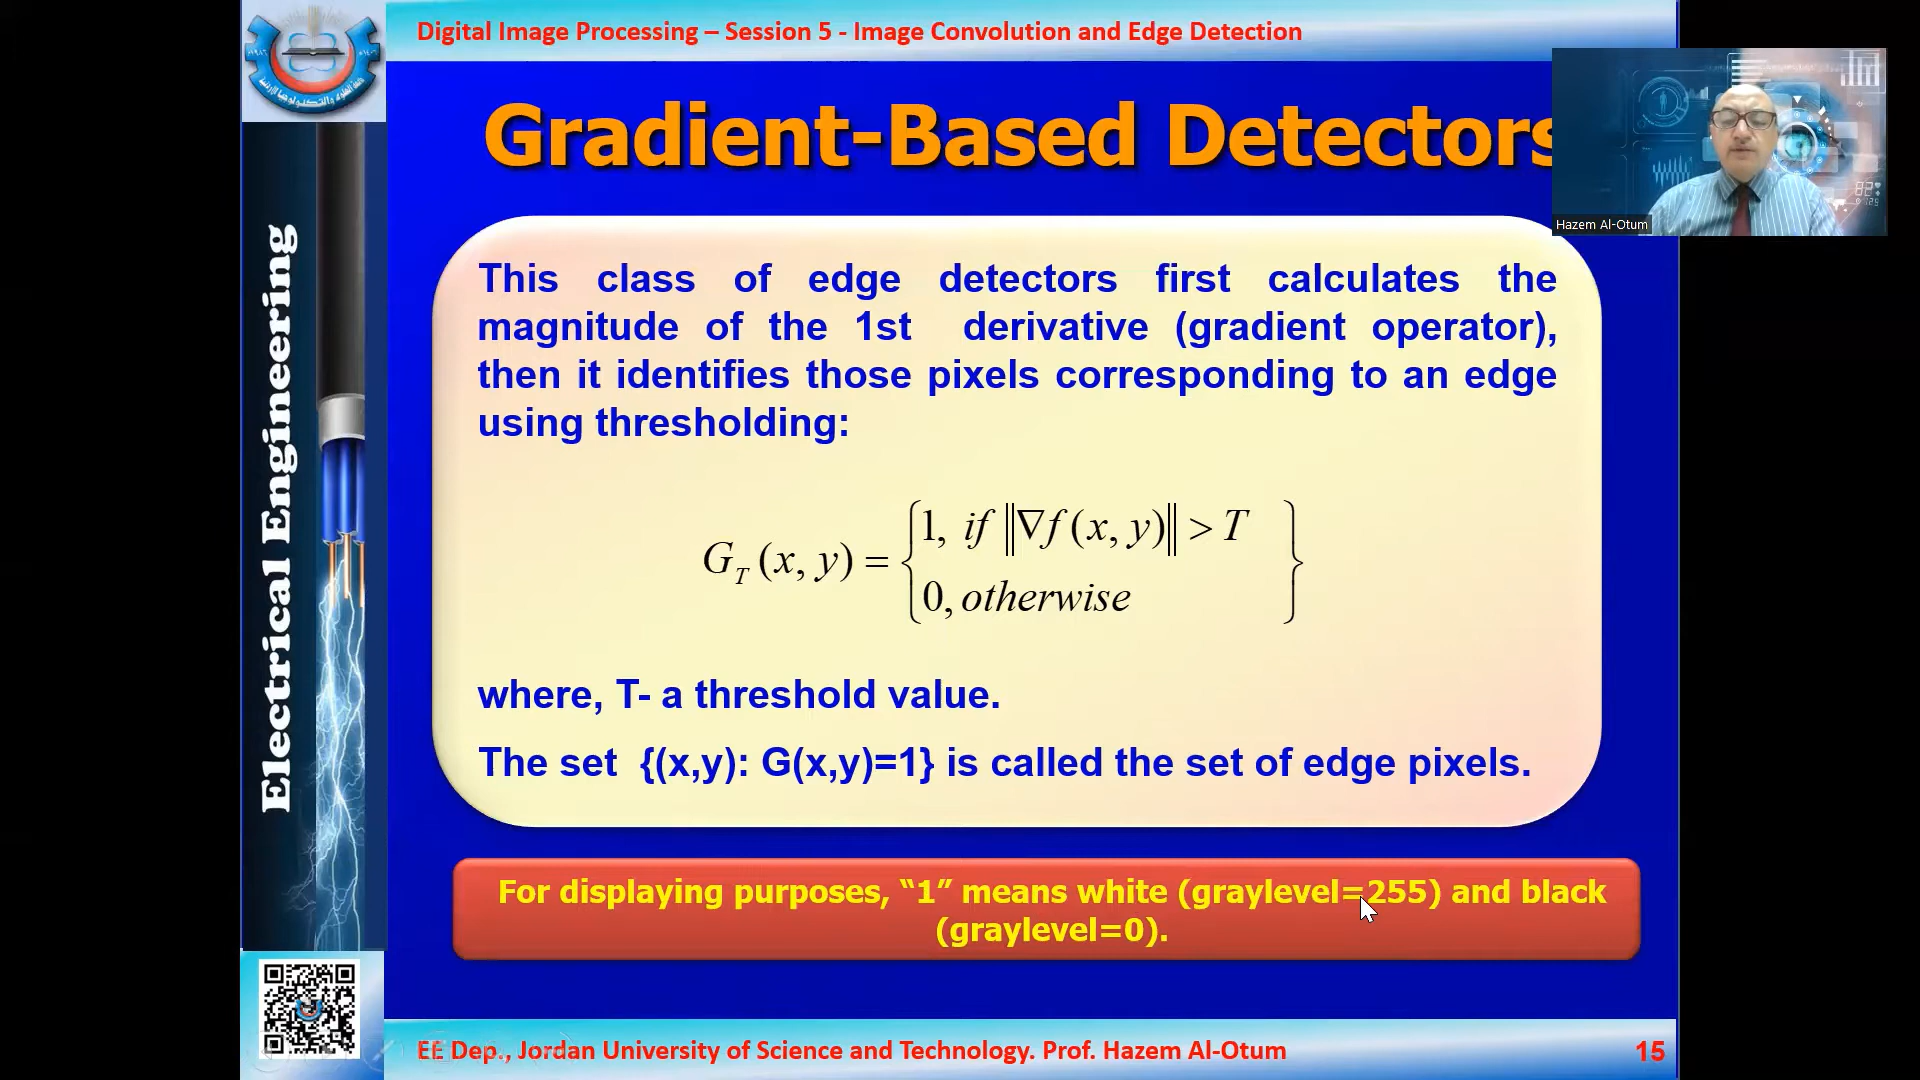 Digital Image Processing – Session 5 - Image Convolution and Edge Detection
Gradient-Based Detectors
Hazem Al-Otum
This class of edge detectors first calculates the
magnitude of the 1st derivative (gradient operator),
then it identifies those pixels corresponding to an edge
using thresholding:
G_T (x, y) = { 1, if ‖∇f (x, y)‖ > T
0, otherwise }
where, T- a threshold value.
The set {(x,y): G(x,y)=1} is called the set of edge pixels.
For displaying purposes, “1” means white (graylevel=255) and black
(graylevel=0).
Electrical Engineering
EE Dep., Jordan University of Science and Technology. Prof. Hazem Al-Otum
15